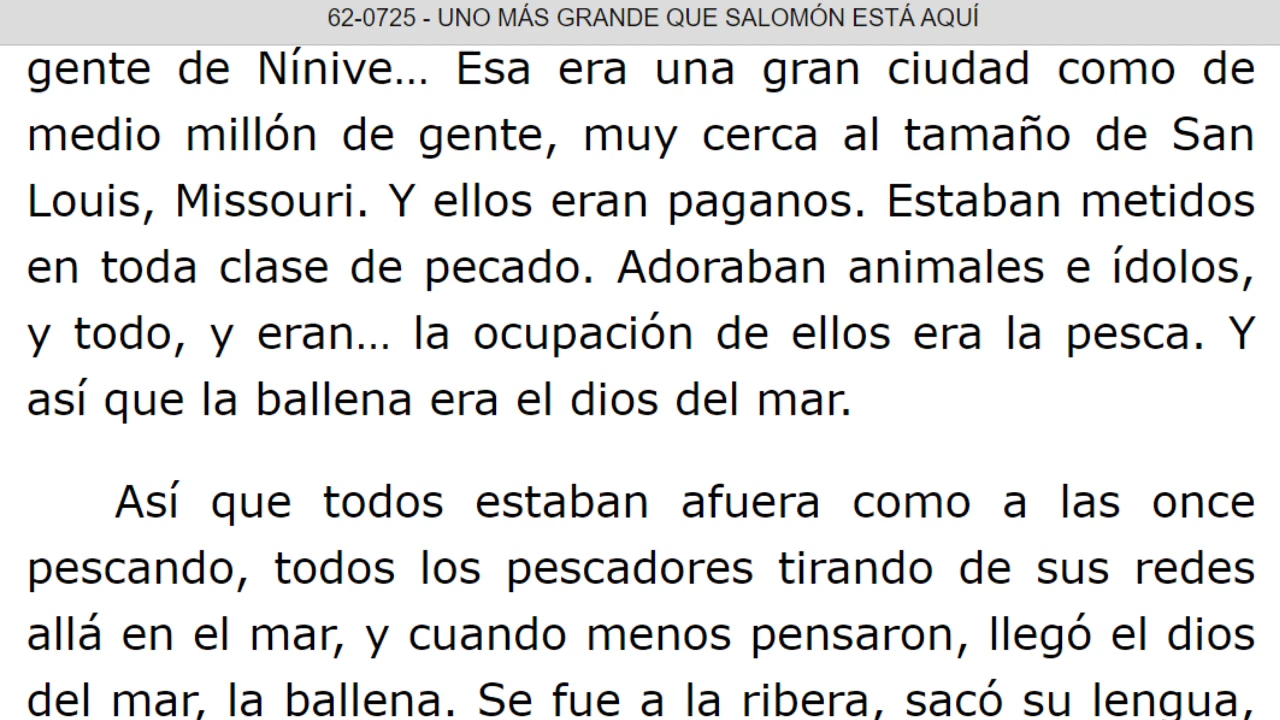 62-0725 - UNO MÁS GRANDE QUE SALOMÓN ESTÁ AQUÍ
gente de Nínive… Esa era una gran ciudad como de
medio millón de gente, muy cerca al tamaño de San
Louis, Missouri. Y ellos eran paganos. Estaban metidos
en toda clase de pecado. Adoraban animales e ídolos,
y todo, y eran… la ocupación de ellos era la pesca. Y
así que la ballena era el dios del mar.
Así que todos estaban afuera como a las once
pescando, todos los pescadores tirando de sus redes
allá en el mar, y cuando menos pensaron, llegó el dios
del mar, la ballena. Se fue a la ribera, sacó su lengua,